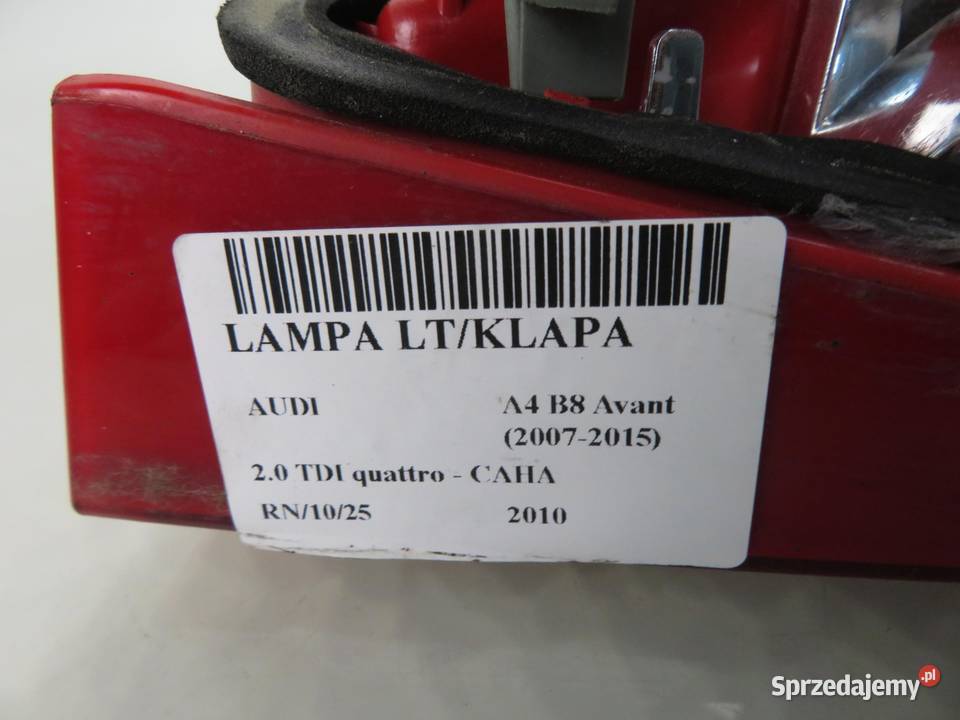 LAMPA LT/KLAPA
AUDI A4 B8 Avant
(2007-2015)
2.0 TDI quattro - CAHA
RN/10/25 2010
Sprzedajemy.pl